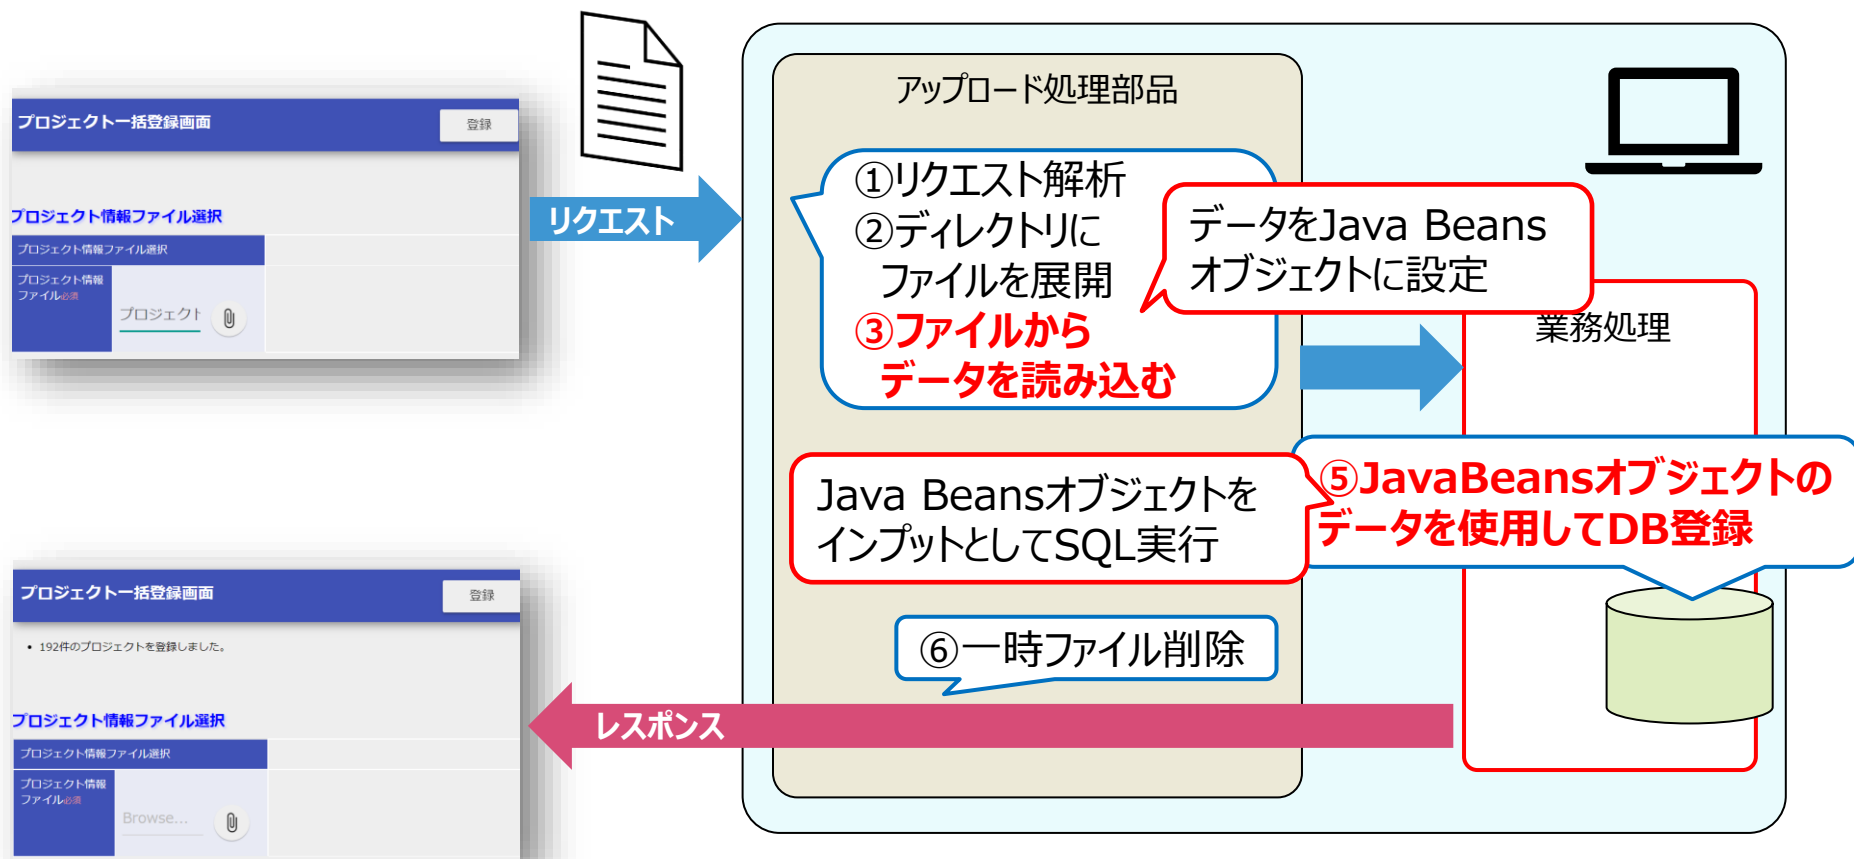 プロジェクト一括登録画面
登録
プロジェクト情報ファイル選択
プロジェクト情報ファイル選択
プロジェクト情報
ファイル必須
プロジェクト
リクエスト
アップロード処理部品
①リクエスト解析
②ディレクトリに
ファイルを展開
③ファイルから
データを読み込む
データをJava Beans
オブジェクトに設定
業務処理
Java Beansオブジェクトを
インプットとしてSQL実行
⑤JavaBeansオブジェクトの
データを使用してDB登録
⑥一時ファイル削除
レスポンス
プロジェクト一括登録画面
登録
• 192件のプロジェクトを登録しました。
プロジェクト情報ファイル選択
プロジェクト情報ファイル選択
プロジェクト情報
ファイル必須
Browse...